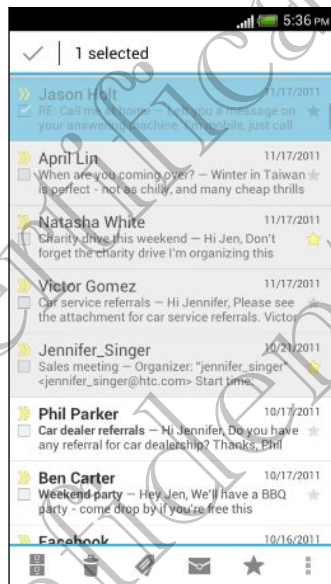 5:36 PM
1 selected
Jason Holt 11/17/2011
RE: Call me at home – Left you a message on
your answering machine. I'm mobile, just call
April Lin 11/17/2011
When are you coming over? – Winter in Taiwan
is perfect - not as chilly, and many cheap thrills
Natasha White 11/17/2011
Charity drive this weekend – Hi Jen, Don't
forget the charity drive I'm organizing this
Victor Gomez 11/17/2011
Car service referrals – Hi Jennifer, Please see
the attachment for car service referrals. Victor
Jennifer_Singer 10/21/2011
Sales meeting – Organizer: "jennifer_singer"
<jennifer_singer@htc.com> Start time:
Phil Parker 10/17/2011
Car dealer referrals – Hi Jennifer, Do you have
any referral for car dealership? Thanks, Phil
Ben Carter 10/17/2011
Weekend party – Hey Jen, We'll have a BBQ
party - come drop by if you're free this
Facebook 10/16/2011